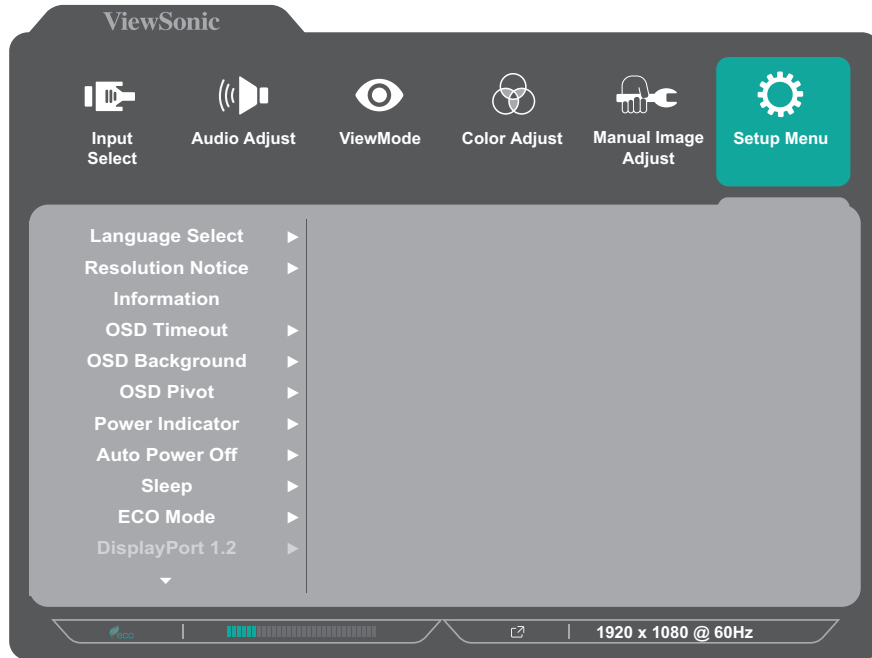 ViewSonic
Input Select
Audio Adjust
ViewMode
Color Adjust
Manual Image Adjust
Setup Menu
Language Select
Resolution Notice
Information
OSD Timeout
OSD Background
OSD Pivot
Power Indicator
Auto Power Off
Sleep
ECO Mode
DisplayPort 1.2
eco
1920 x 1080 @ 60Hz